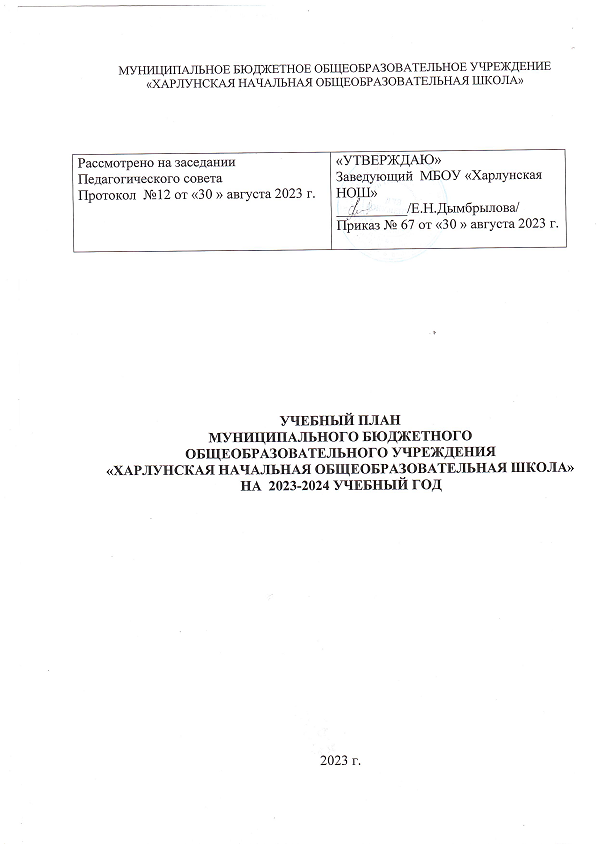 МУНИЦИПАЛЬНОЕ БЮДЖЕТНОЕ ОБЩЕОБРАЗОВАТЕЛЬНОЕ УЧРЕЖДЕНИЕ
«ХАРЛУНСКАЯ НАЧАЛЬНАЯ ОБЩЕОБРАЗОВАТЕЛЬНАЯ ШКОЛА»
Рассмотрено на заседании
Педагогического совета
Протокол №12 от «30 » августа 2023 г.
«УТВЕРЖДАЮ»
Заведующий МБОУ «Харлунская
НОШ»
__________/Е.Н.Дымбрылова/
Приказ № 67 от «30 » августа 2023 г.
УЧЕБНЫЙ ПЛАН
МУНИЦИПАЛЬНОГО БЮДЖЕТНОГО
ОБЩЕОБРАЗОВАТЕЛЬНОГО УЧРЕЖДЕНИЯ
«ХАРЛУНСКАЯ НАЧАЛЬНАЯ ОБЩЕОБРАЗОВАТЕЛЬНАЯ ШКОЛА»
НА 2023-2024 УЧЕБНЫЙ ГОД
2023 г.